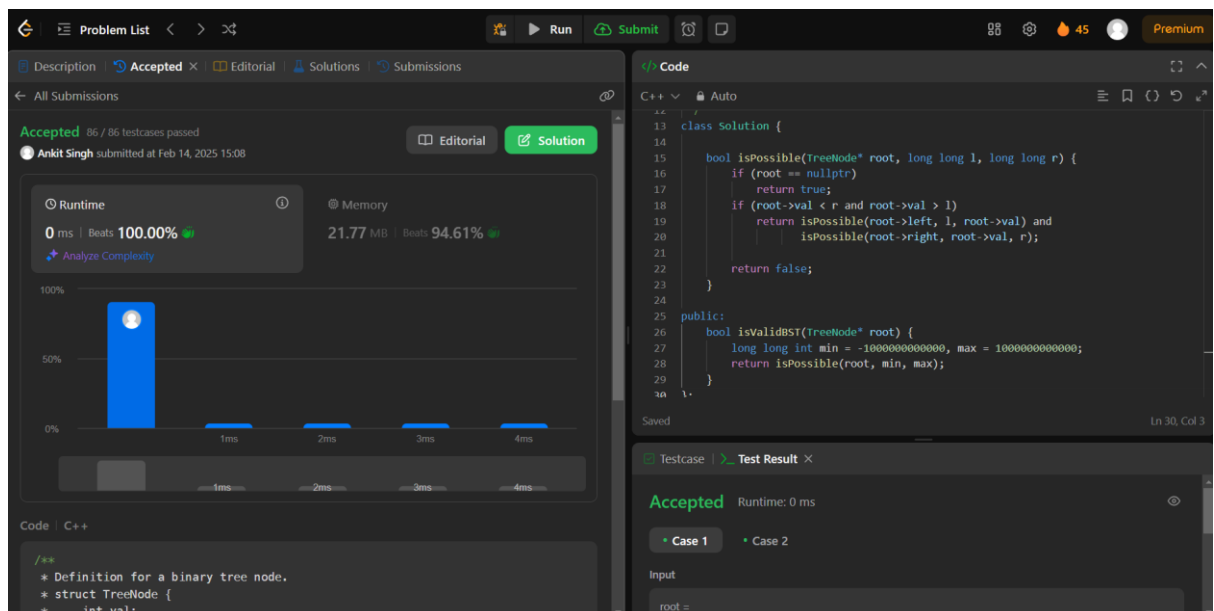 Problem List
Run
Submit
45
Premium
Description
Accepted
Editorial
Solutions
Submissions
All Submissions
Accepted 86 / 86 testcases passed
Ankit Singh submitted at Feb 14, 2025 15:08
Editorial
Solution
Runtime
0 ms | Beats 100.00%
Analyze Complexity
Memory
21.77 MB | Beats 94.61%
100%
50%
0%
1ms 2ms 3ms 4ms
1ms 2ms 3ms 4ms
Code | C++
/**
* Definition for a binary tree node.
* struct TreeNode {
* int val;
</> Code
C++ Auto
12 */
13 class Solution {
14
15 bool isPossible(TreeNode* root, long long l, long long r) {
16 if (root == nullptr)
17 return true;
18 if (root->val < r and root->val > l)
19 return isPossible(root->left, l, root->val) and
20 isPossible(root->right, root->val, r);
21
22 return false;
23 }
24
25 public:
26 bool isValidBST(TreeNode* root) {
27 long long int min = -1000000000000, max = 1000000000000;
28 return isPossible(root, min, max);
29 }
30 };
Saved
Ln 30, Col 3
Testcase
>_ Test Result
Accepted Runtime: 0 ms
• Case 1
• Case 2
Input
root =